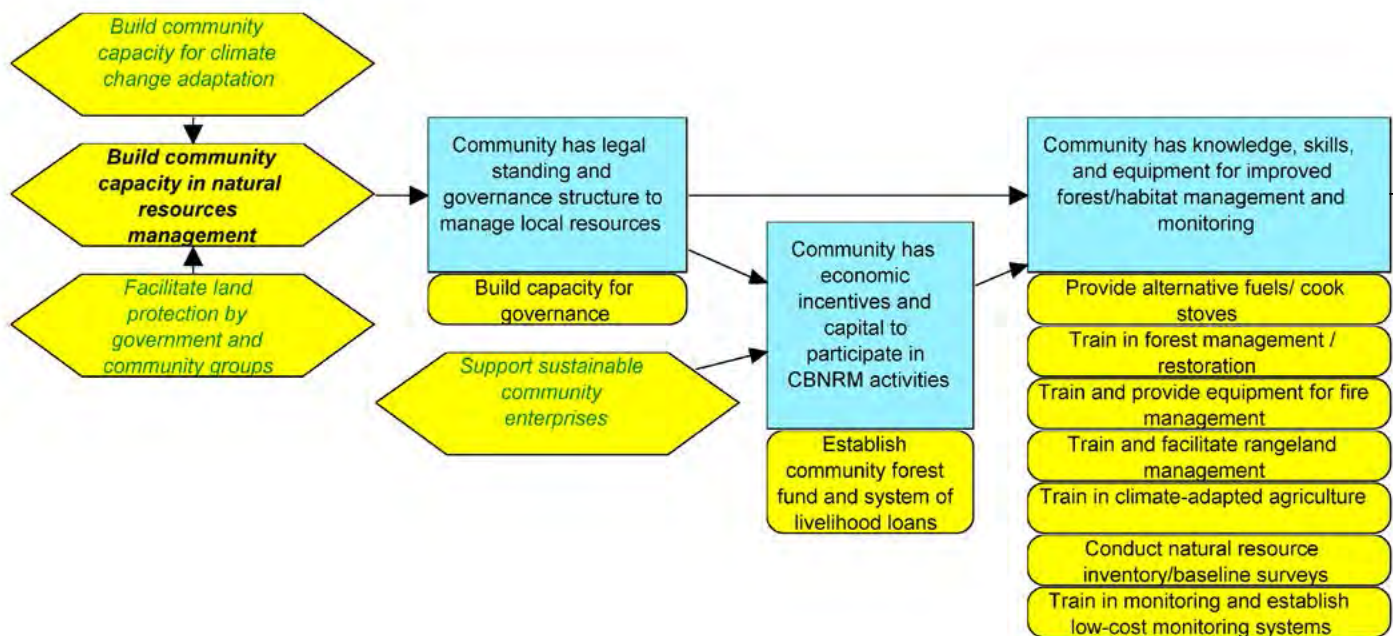 Build community
capacity for climate
change adaptation
Build community
capacity in natural
resources
management
Facilitate land
protection by
government and
community groups
Community has legal
standing and
governance structure to
manage local resources
Build capacity for
governance
Support sustainable
community
enterprises
Community has
economic
incentives and
capital to
participate in
CBNRM activities
Establish
community forest
fund and system of
livelihood loans
Community has knowledge, skills,
and equipment for improved
forest/habitat management and
monitoring
Provide alternative fuels/ cook
stoves
Train in forest management /
restoration
Train and provide equipment for fire
management
Train and facilitate rangeland
management
Train in climate-adapted agriculture
Conduct natural resource
inventory/baseline surveys
Train in monitoring and establish
low-cost monitoring systems